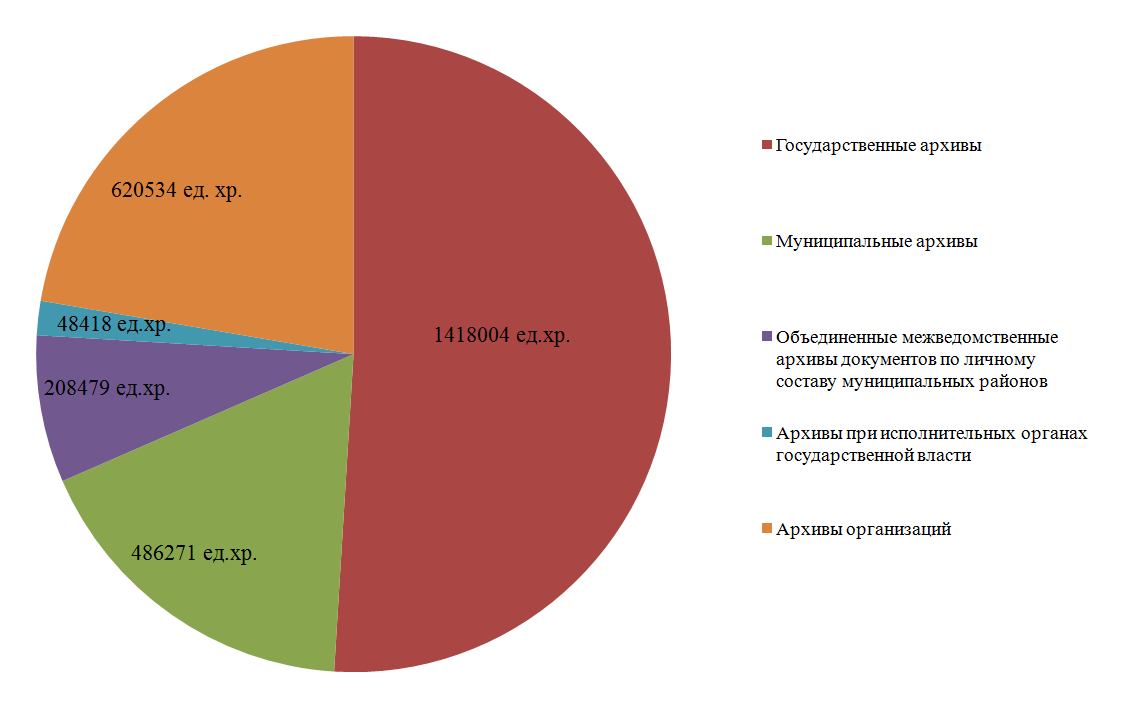 620534 ед. хр.
48418 ед.хр.
208479 ед.хр.
486271 ед.хр.
1418004 ед.хр.
Государственные архивы
Муниципальные архивы
Объединенные межведомственные
архивы документов по личному
составу муниципальных районов
Архивы при исполнительных органах
государственной власти
Архивы организаций